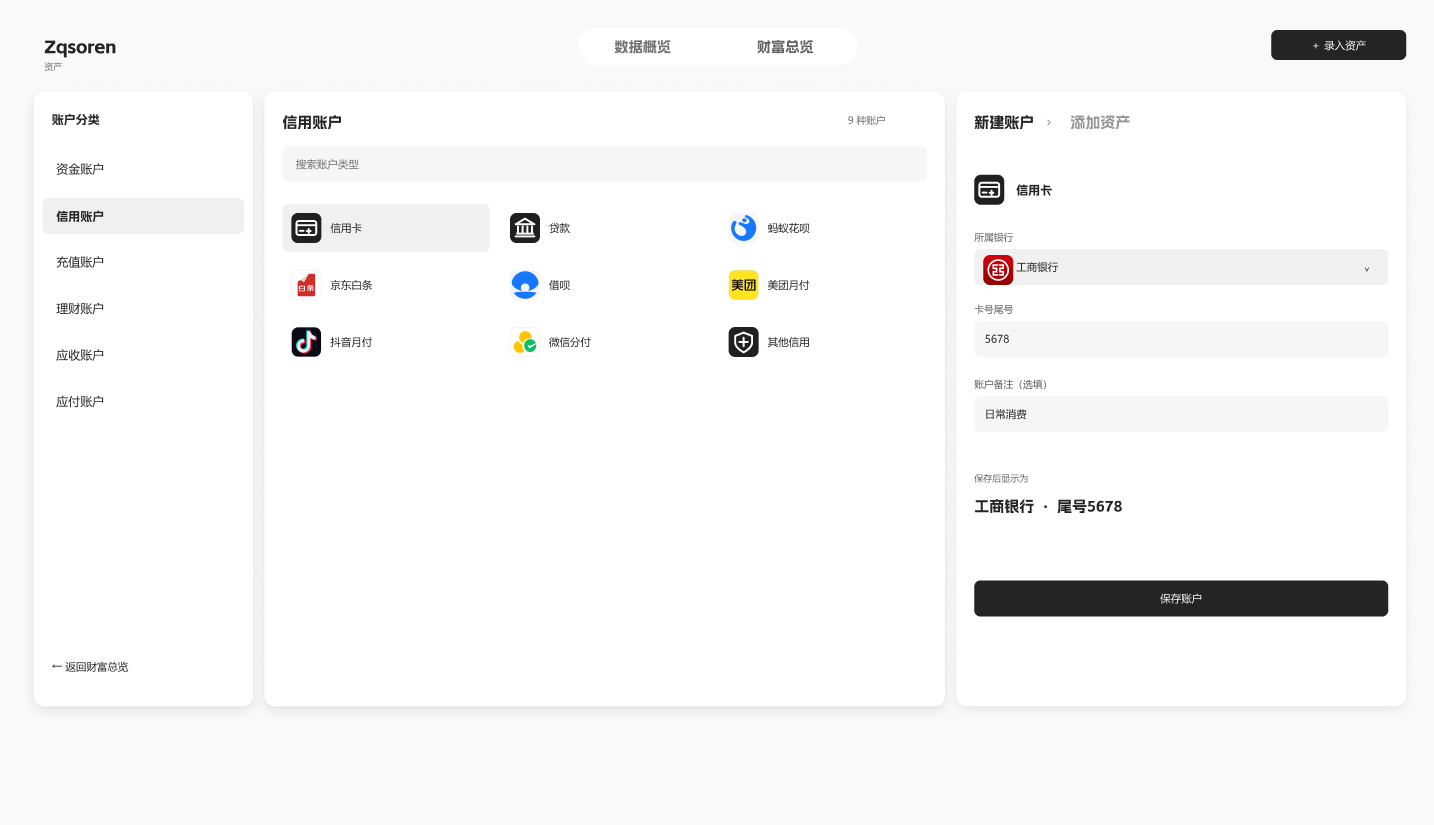 Zqsoren
资产
数据概览
财富总览
+ 录入资产
账户分类
资金账户
信用账户
充值账户
理财账户
应收账户
应付账户
← 返回财富总览
信用账户
9 种账户
搜索账户类型
信用卡
贷款
蚂蚁花呗
白条
京东白条
借呗
美团
美团月付
抖音月付
微信分付
其他信用
新建账户 › 添加资产
信用卡
所属银行
工商银行
卡号尾号
5678
账户备注（选填）
日常消费
保存后显示为
工商银行 · 尾号5678
保存账户